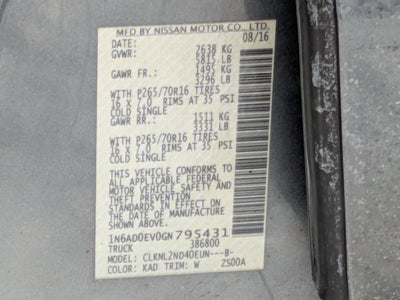 MFD BY NISSAN MOTOR CO., LTD.
DATE: 08/16
GVWR: 2638 KG
5815 LB
GAWR FR.: 1495 KG
3296 LB
WITH P265/70R16 TIRES
16 X 7.0 RIMS AT 35 PSI
COLD SINGLE
GAWR RR.: 1511 KG
3331 LB
WITH P265/70R16 TIRES
16 X 7.0 RIMS AT 35 PSI
COLD SINGLE
THIS VEHICLE CONFORMS TO
ALL APPLICABLE U.S. FEDERAL
MOTOR VEHICLE SAFETY AND
THEFT PREVENTION
STANDARDS IN EFFECT ON THE
DATE OF MANUFACTURE
SHOWN ABOVE.
1N6AD0EV0GN795431
TRUCK 386800
MODEL: CLKNL2ND40EUN---B-
COLOR: KAD TRIM: W ZS00A